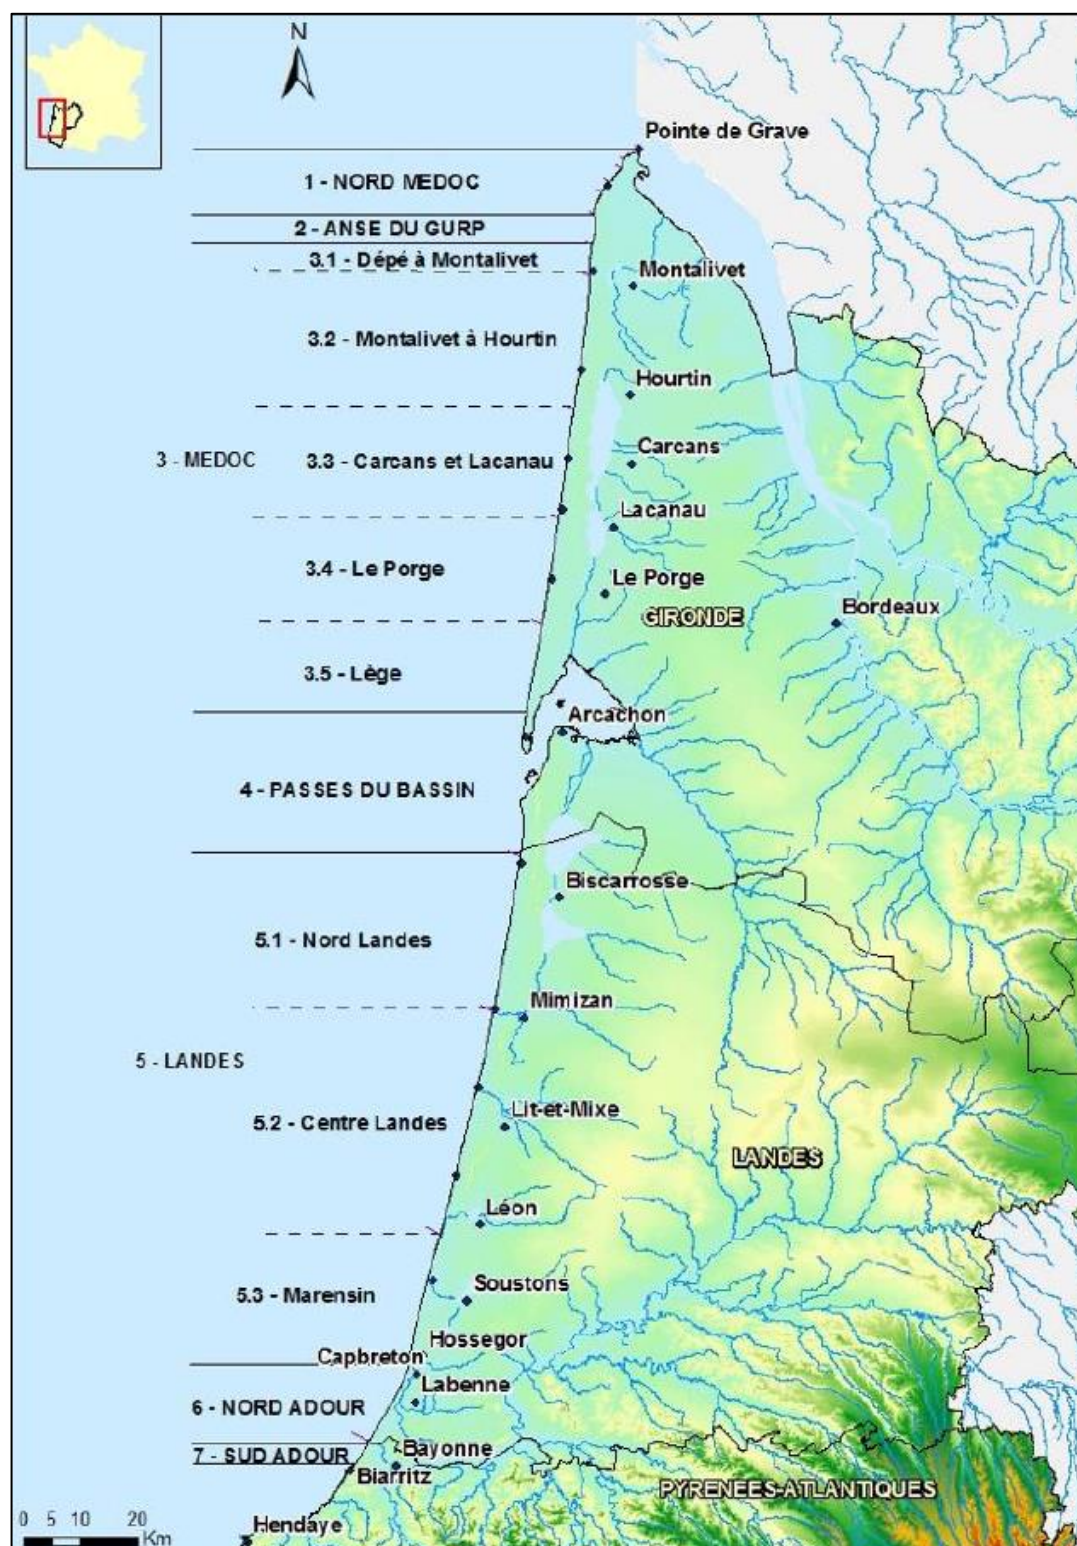 N
Pointe de Grave
1 - NORD MEDOC
2 - ANSE DU GURP
3.1 - Dépé à Montalivet
Montalivet
3.2 - Montalivet à Hourtin
Hourtin
3 - MEDOC
3.3 - Carcans et Lacanau
Carcans
Lacanau
3.4 - Le Porge
Le Porge
GIRONDE
Bordeaux
3.5 - Lège
Arcachon
4 - PASSES DU BASSIN
Biscarrosse
5.1 - Nord Landes
Mimizan
5 - LANDES
5.2 - Centre Landes
Lit-et-Mixe
LANDES
Léon
5.3 - Marensin
Soustons
Hossegor
Capbreton
Labenne
6 - NORD ADOUR
Bayonne
7 - SUD ADOUR
Biarritz
PYRENEES-ATLANTIQUES
0 5 10 20
Km
Hendaye